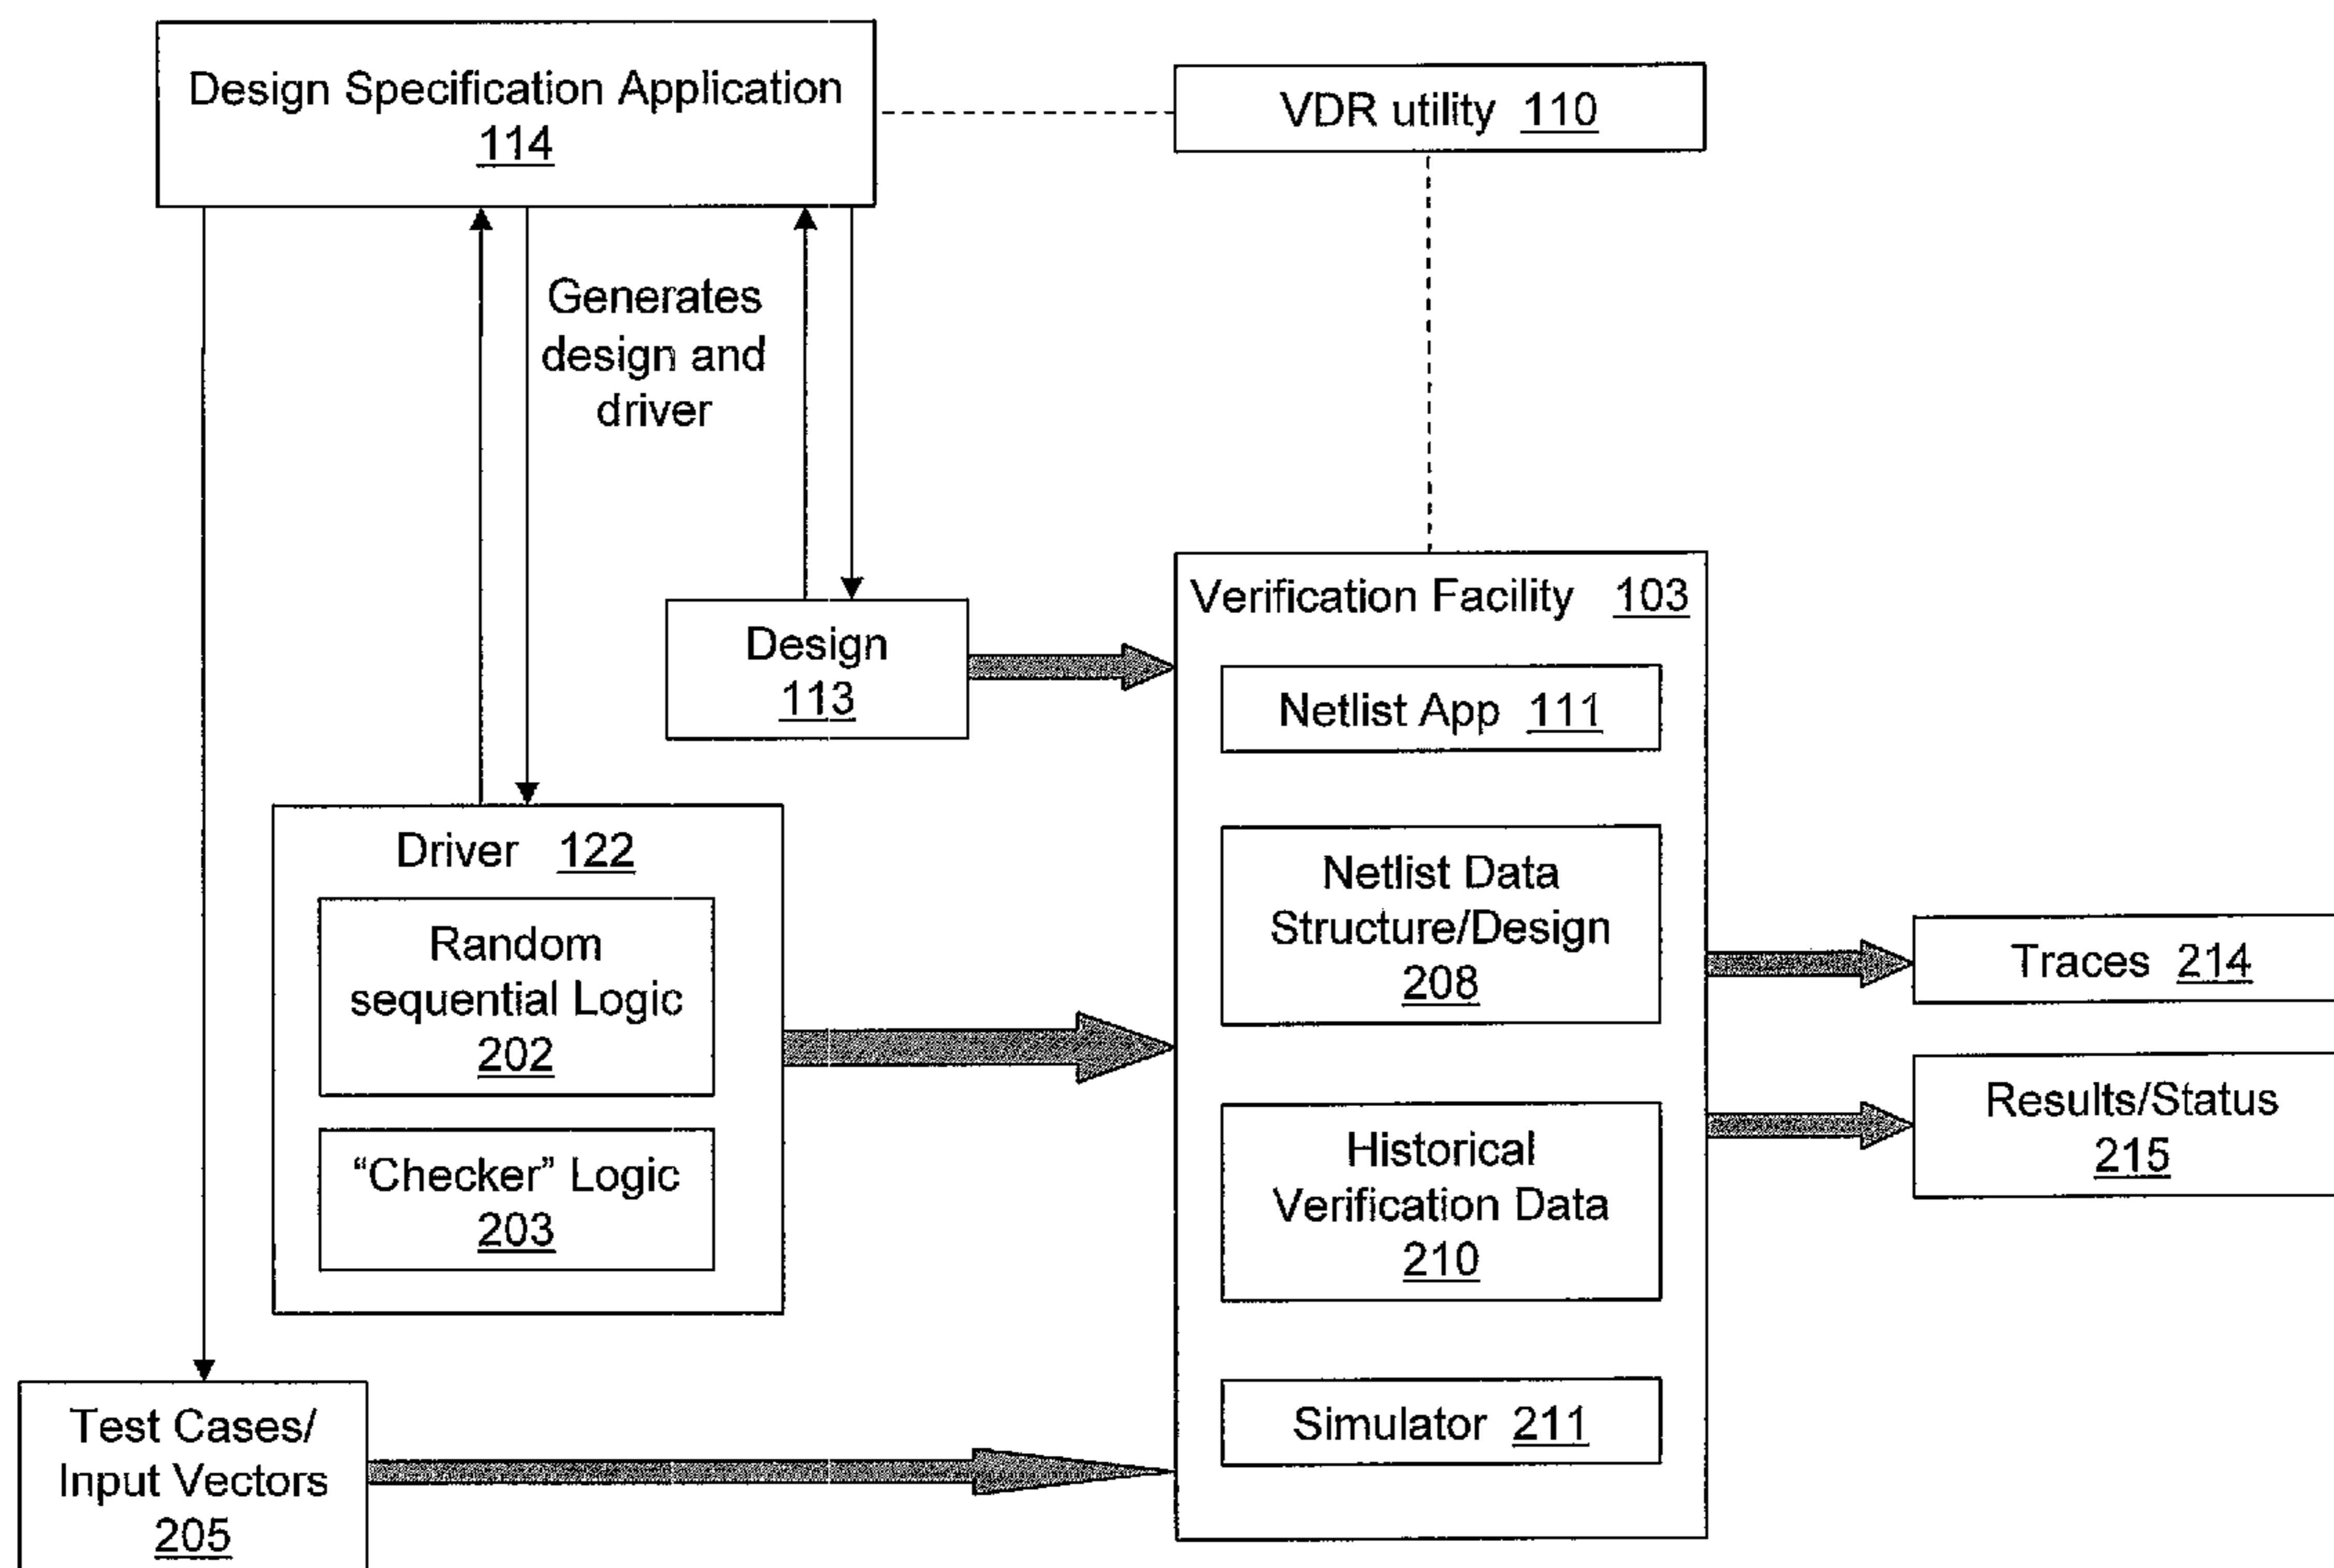 Design Specification Application
114
VDR utility 110
Generates
design and
driver
Design
113
Verification Facility 103
Netlist App 111
Netlist Data
Structure/Design
208
Historical
Verification Data
210
Simulator 211
Driver 122
Random
sequential Logic
202
“Checker” Logic
203
Test Cases/
Input Vectors
205
Traces 214
Results/Status
215